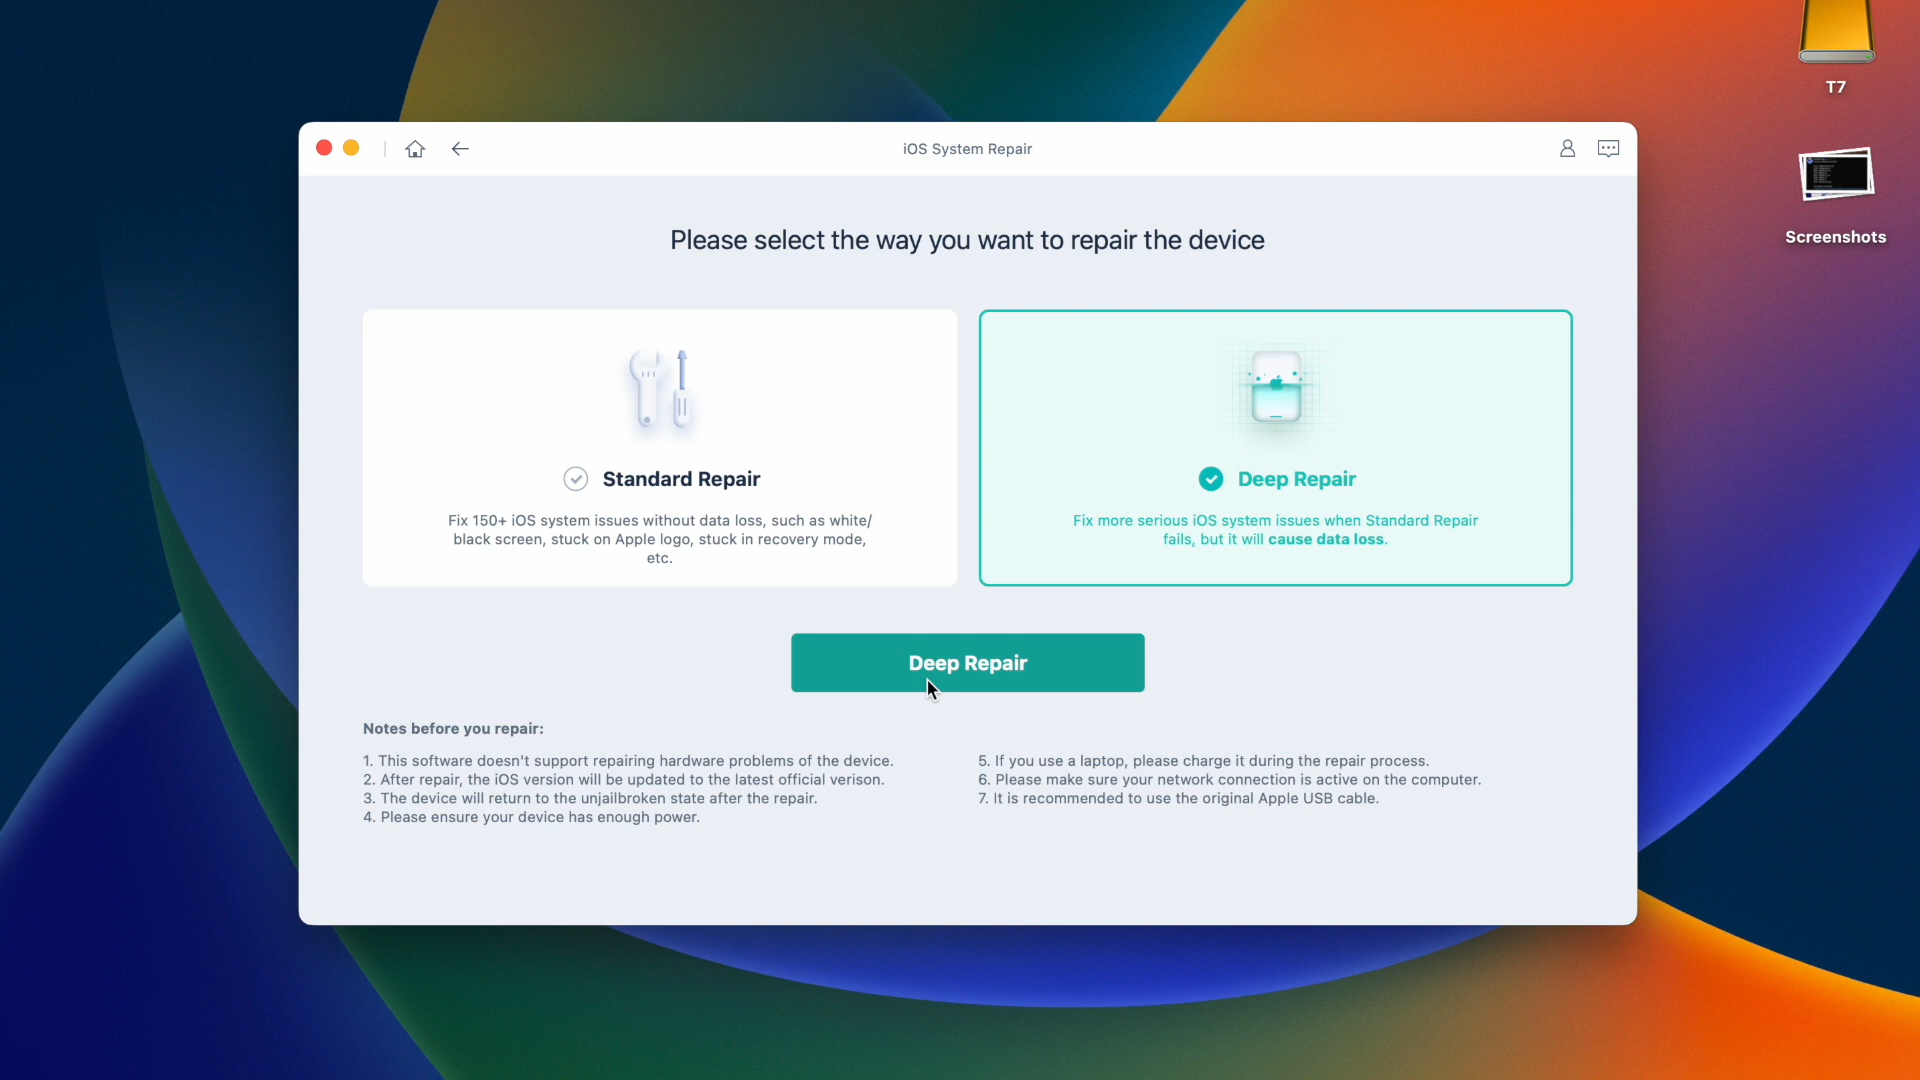 T7
Screenshots
iOS System Repair
Please select the way you want to repair the device
Standard Repair
Fix 150+ iOS system issues without data loss, such as white/
black screen, stuck on Apple logo, stuck in recovery mode,
etc.
Deep Repair
Fix more serious iOS system issues when Standard Repair
fails, but it will cause data loss.
Deep Repair
Notes before you repair:
1. This software doesn't support repairing hardware problems of the device.
2. After repair, the iOS version will be updated to the latest official verison.
3. The device will return to the unjailbroken state after the repair.
4. Please ensure your device has enough power.
5. If you use a laptop, please charge it during the repair process.
6. Please make sure your network connection is active on the computer.
7. It is recommended to use the original Apple USB cable.